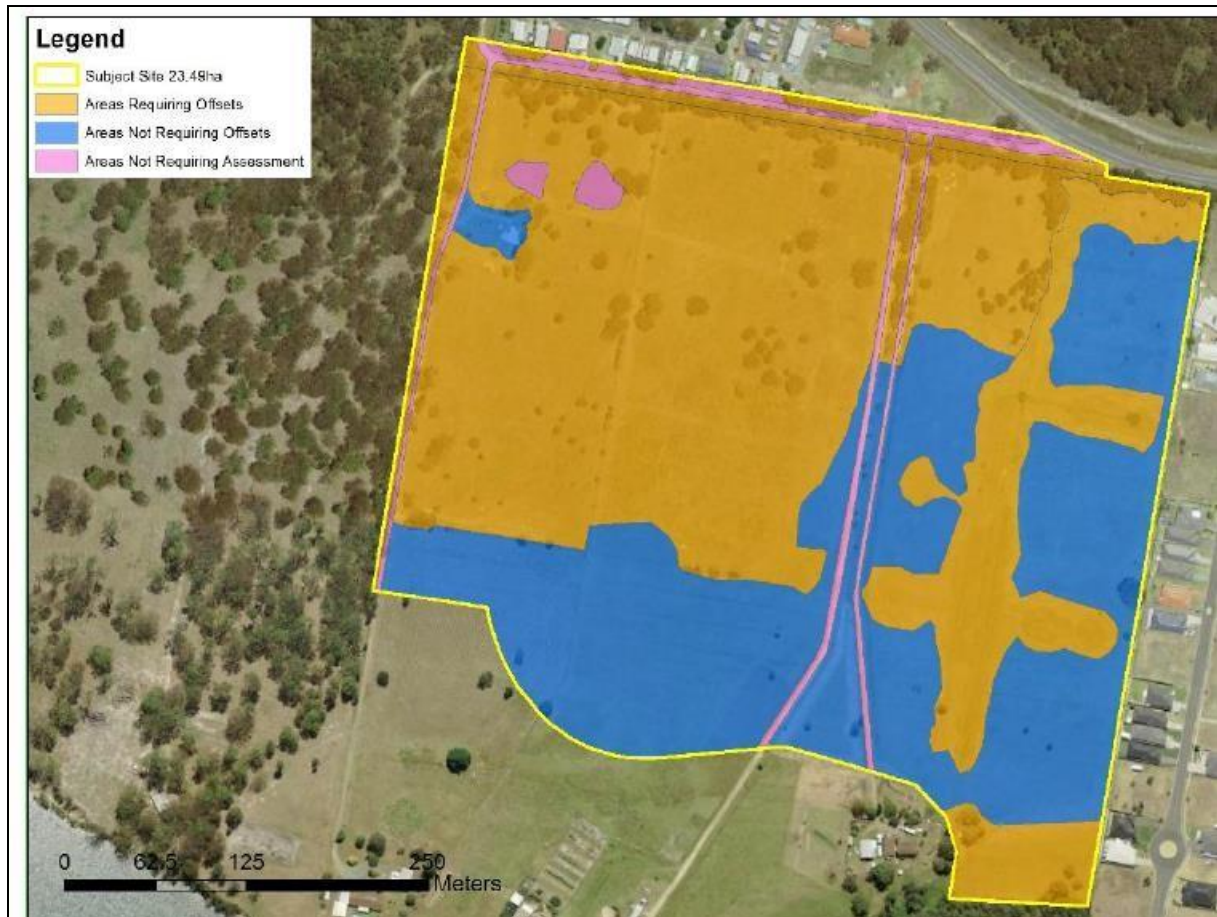 Legend
Subject Site 23.49ha
Areas Requiring Offsets
Areas Not Requiring Offsets
Areas Not Requiring Assessment
0 62.5 125 250
Meters